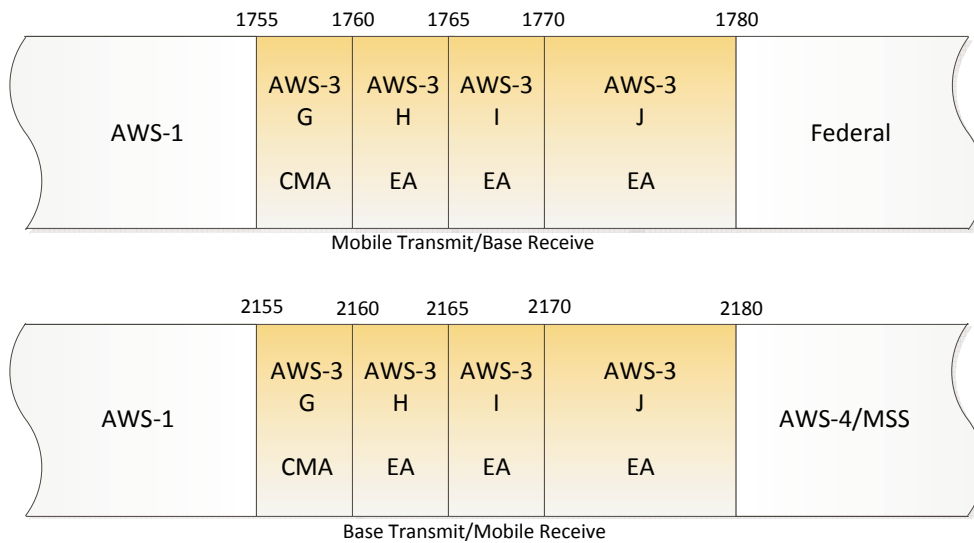 1755 1760 1765 1770 1780
AWS-3 AWS-3 AWS-3 AWS-3
G H I J
AWS-1 Federal
CMA EA EA EA
Mobile Transmit/Base Receive
2155 2160 2165 2170 2180
AWS-3 AWS-3 AWS-3 AWS-3
G H I J
AWS-1 AWS-4/MSS
CMA EA EA EA
Base Transmit/Mobile Receive